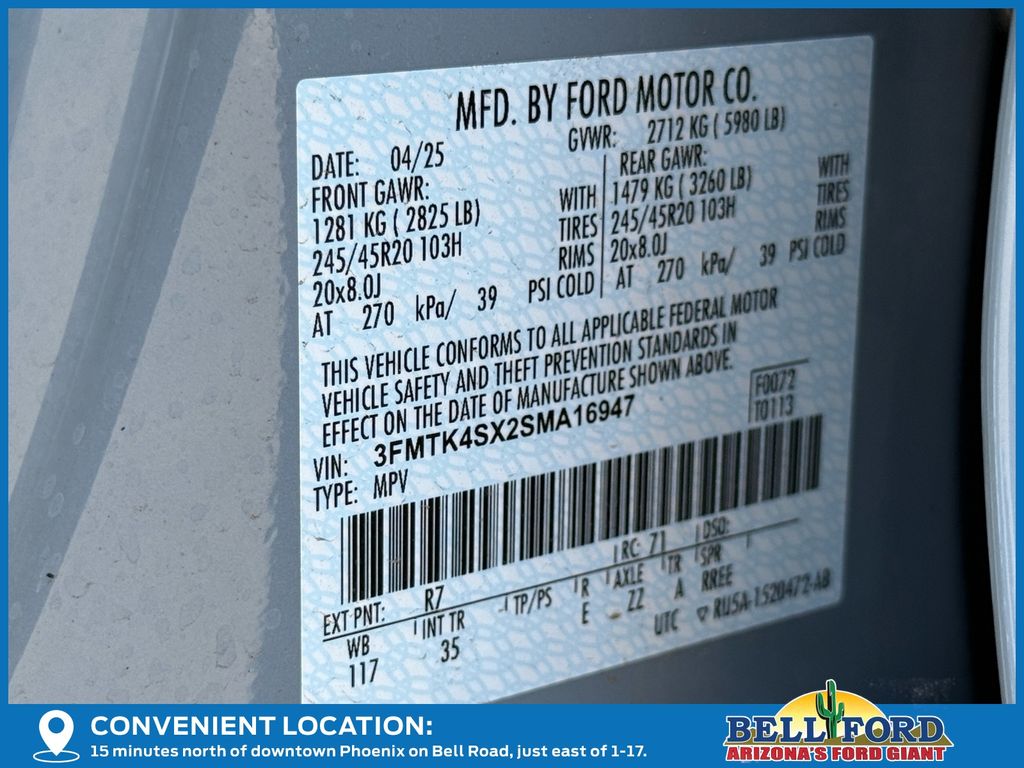 MFD. BY FORD MOTOR CO.
DATE: 04/25
GVWR: 2712 KG ( 5980 LB)
FRONT GAWR:
1281 KG ( 2825 LB)
WITH
245/45R20 103H
TIRES
20x8.0J
RIMS
AT 270 kPa/ 39 PSI COLD
REAR GAWR:
1479 KG ( 3260 LB)
WITH
245/45R20 103H
TIRES
20x8.0J
RIMS
AT 270 kPa/ 39 PSI COLD
THIS VEHICLE CONFORMS TO ALL APPLICABLE FEDERAL MOTOR
VEHICLE SAFETY AND THEFT PREVENTION STANDARDS IN
EFFECT ON THE DATE OF MANUFACTURE SHOWN ABOVE.
F0072
T0113
VIN: 3FMTK4SX2SMA16947
TYPE: MPV
EXT PNT: R7 RC: 71 DSO:
WB INT TR TP/PS R AXLE TR SPR
117 35 E ZZ A RREE
UTC RU5A-1520472-AB
CONVENIENT LOCATION:
15 minutes north of downtown Phoenix on Bell Road, just east of 1-17.
BELL FORD
ARIZONA'S FORD GIANT